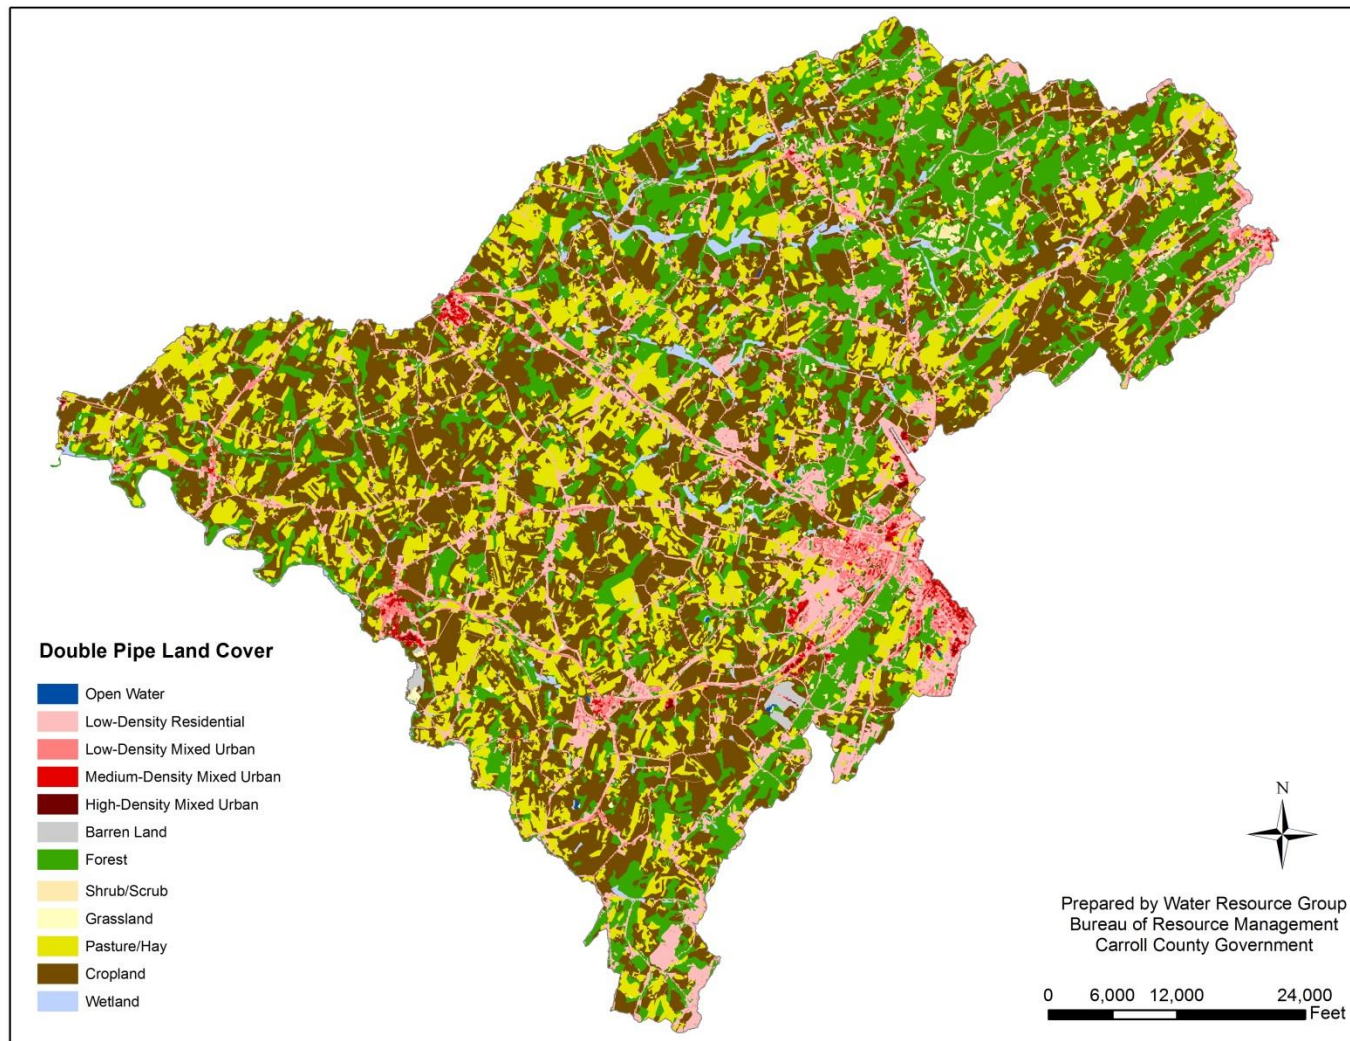 Double Pipe Land Cover
Open Water
Low-Density Residential
Low-Density Mixed Urban
Medium-Density Mixed Urban
High-Density Mixed Urban
Barren Land
Forest
Shrub/Scrub
Grassland
Pasture/Hay
Cropland
Wetland
N
Prepared by Water Resource Group
Bureau of Resource Management
Carroll County Government
0 6,000 12,000 24,000
Feet